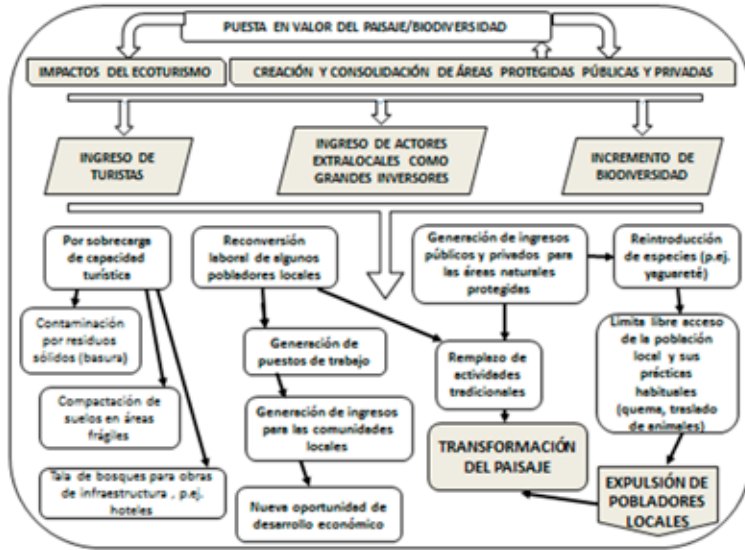 PUESTA EN VALOR DEL PAISAJE/BIODIVERSIDAD
IMPACTOS DEL ECOTURISMO
CREACIÓN Y CONSOLIDACIÓN DE ÁREAS PROTEGIDAS PÚBLICAS Y PRIVADAS
INGRESO DE
TURISTAS
INGRESO DE ACTORES
EXTRALOCALES COMO
GRANDES INVERSORES
INCREMENTO DE
BIODIVERSIDAD
Por sobrecarga
de capacidad
turística
Contaminación
por residuos
sólidos (basura)
Compactación de
suelos en áreas
frágiles
Tala de bosques para obras
de infraestructura , p.ej.
hoteles
Reconversión
laboral de algunos
pobladores locales
Generación de
puestos de trabajo
Generación de ingresos
para las comunidades
locales
Nueva oportunidad de
desarrollo económico
Generación de ingresos
públicos y privados para
las áreas naturales
protegidas
Remplazo de
actividades
tradicionales
TRANSFORMACIÓN
DEL PAISAJE
Reintroducción
de especies (p.ej.
yaguareté)
Limita libre acceso
de la población
local y sus
prácticas
habituales
(quema, traslado
de animales)
EXPULSIÓN DE
POBLADORES
LOCALES